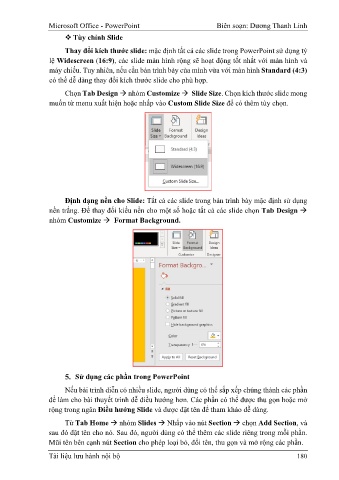 Microsoft Office - PowerPoint Biên soạn: Dương Thanh Linh
❖ Tùy chỉnh Slide
Thay đổi kích thước slide: mặc định tất cả các slide trong PowerPoint sử dụng tỷ
lệ Widescreen (16:9), các slide màn hình rộng sẽ hoạt động tốt nhất với màn hình và
máy chiếu. Tuy nhiên, nếu cần bản trình bày của mình vừa với màn hình Standard (4:3)
có thể dễ dàng thay đổi kích thước slide cho phù hợp.
Chọn Tab Design → nhóm Customize → Slide Size. Chọn kích thước slide mong
muốn từ menu xuất hiện hoặc nhấp vào Custom Slide Size để có thêm tùy chọn.
Slide Format Design
Size Background Ideas
Standard (4:3)
Widescreen (16:9)
Custom Slide Size...
Định dạng nền cho Slide: Tất cả các slide trong bản trình bày mặc định sử dụng
nền trắng. Để thay đổi kiểu nền cho một số hoặc tất cả các slide chọn Tab Design →
nhóm Customize → Format Background.
Slide Format Design
Size Background Ideas
Customize Designer
Format Backgro...
Fill
Solid fill
Gradient fill
Picture or texture fill
Pattern fill
Hide background graphics
Color
Transparency 0%
Apply to All Reset Background
5. Sử dụng các phần trong PowerPoint
Nếu bài trình diễn có nhiều slide, người dùng có thể sắp xếp chúng thành các phần
để làm cho bài thuyết trình dễ điều hướng hơn. Các phần có thể được thu gọn hoặc mở
rộng trong ngăn Điều hướng Slide và được đặt tên để tham khảo dễ dàng.
Từ Tab Home → nhóm Slides → Nhấp vào nút Section → chọn Add Section, và
sau đó đặt tên cho nó. Sau đó, người dùng có thể thêm các slide riêng trong mỗi phần.
Mũi tên bên cạnh nút Section cho phép loại bỏ, đổi tên, thu gọn và mở rộng các phần.
Tài liệu lưu hành nội bộ 180